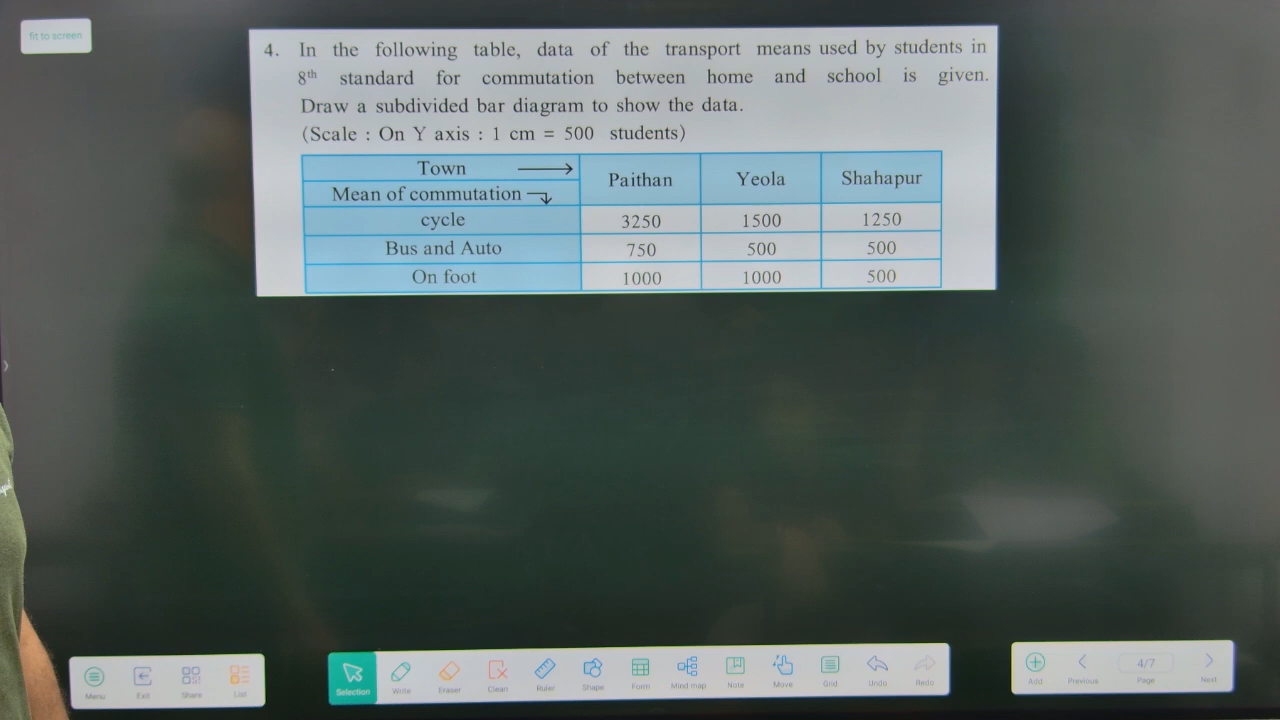 fit to screen
4. In the following table, data of the transport means used by students in
8th standard for commutation between home and school is given.
Draw a subdivided bar diagram to show the data.
(Scale : On Y axis : 1 cm = 500 students)
Town
Mean of commutation
Paithan Yeola Shahapur
cycle 3250 1500 1250
Bus and Auto 750 500 500
On foot 1000 1000 500
Menu Exit Share List Selection Write Eraser Clean Ruler Shape Form Mind map Note Move Grid Undo Redo Add Previous 4/7 Page Next